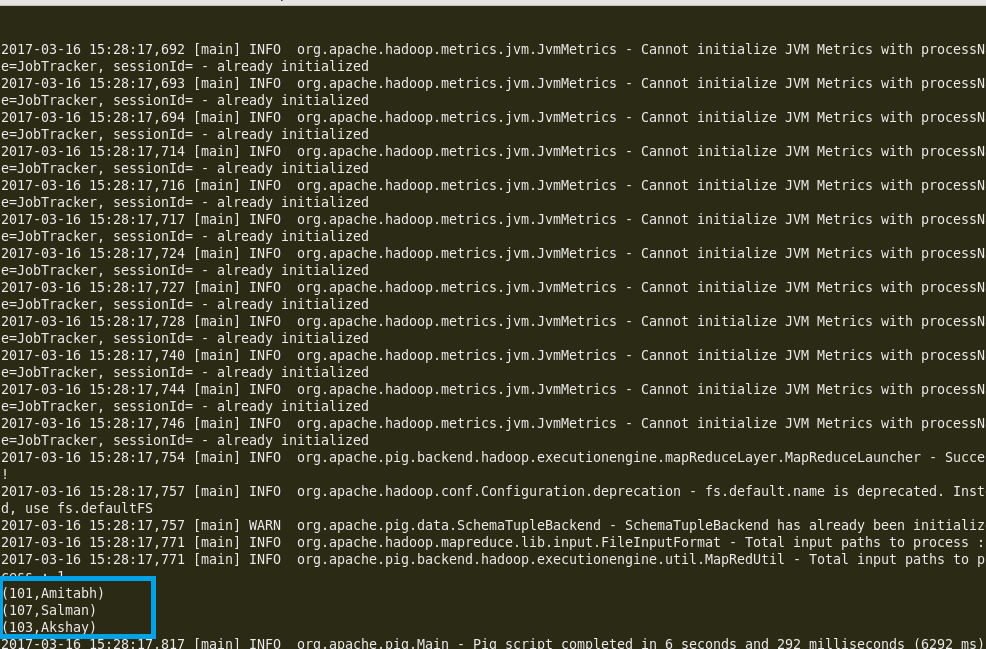 2017-03-16 15:28:17,692 [main] INFO  org.apache.hadoop.metrics.jvm.JvmMetrics - Cannot initialize JVM Metrics with processN
e=JobTracker, sessionId= - already initialized
2017-03-16 15:28:17,693 [main] INFO  org.apache.hadoop.metrics.jvm.JvmMetrics - Cannot initialize JVM Metrics with processN
e=JobTracker, sessionId= - already initialized
2017-03-16 15:28:17,694 [main] INFO  org.apache.hadoop.metrics.jvm.JvmMetrics - Cannot initialize JVM Metrics with processN
e=JobTracker, sessionId= - already initialized
2017-03-16 15:28:17,714 [main] INFO  org.apache.hadoop.metrics.jvm.JvmMetrics - Cannot initialize JVM Metrics with processN
e=JobTracker, sessionId= - already initialized
2017-03-16 15:28:17,716 [main] INFO  org.apache.hadoop.metrics.jvm.JvmMetrics - Cannot initialize JVM Metrics with processN
e=JobTracker, sessionId= - already initialized
2017-03-16 15:28:17,717 [main] INFO  org.apache.hadoop.metrics.jvm.JvmMetrics - Cannot initialize JVM Metrics with processN
e=JobTracker, sessionId= - already initialized
2017-03-16 15:28:17,724 [main] INFO  org.apache.hadoop.metrics.jvm.JvmMetrics - Cannot initialize JVM Metrics with processN
e=JobTracker, sessionId= - already initialized
2017-03-16 15:28:17,727 [main] INFO  org.apache.hadoop.metrics.jvm.JvmMetrics - Cannot initialize JVM Metrics with processN
e=JobTracker, sessionId= - already initialized
2017-03-16 15:28:17,728 [main] INFO  org.apache.hadoop.metrics.jvm.JvmMetrics - Cannot initialize JVM Metrics with processN
e=JobTracker, sessionId= - already initialized
2017-03-16 15:28:17,740 [main] INFO  org.apache.hadoop.metrics.jvm.JvmMetrics - Cannot initialize JVM Metrics with processN
e=JobTracker, sessionId= - already initialized
2017-03-16 15:28:17,744 [main] INFO  org.apache.hadoop.metrics.jvm.JvmMetrics - Cannot initialize JVM Metrics with processN
e=JobTracker, sessionId= - already initialized
2017-03-16 15:28:17,746 [main] INFO  org.apache.hadoop.metrics.jvm.JvmMetrics - Cannot initialize JVM Metrics with processN
e=JobTracker, sessionId= - already initialized
2017-03-16 15:28:17,754 [main] INFO  org.apache.pig.backend.hadoop.executionengine.mapReduceLayer.MapReduceLauncher - Succe
!
2017-03-16 15:28:17,757 [main] INFO  org.apache.hadoop.conf.Configuration.deprecation - fs.default.name is deprecated. Inst
d, use fs.defaultFS
2017-03-16 15:28:17,757 [main] WARN  org.apache.pig.data.SchemaTupleBackend - SchemaTupleBackend has already been initializ
2017-03-16 15:28:17,771 [main] INFO  org.apache.hadoop.mapreduce.lib.input.FileInputFormat - Total input paths to process :
2017-03-16 15:28:17,771 [main] INFO  org.apache.pig.backend.hadoop.executionengine.util.MapRedUtil - Total input paths to p
cess : 1
(101,Amitabh)
(107,Salman)
(103,Akshay)
2017-03-16 15:28:17,817 [main] INFO  org.apache.pig.Main - Pig script completed in 6 seconds and 292 milliseconds (6292 ms)